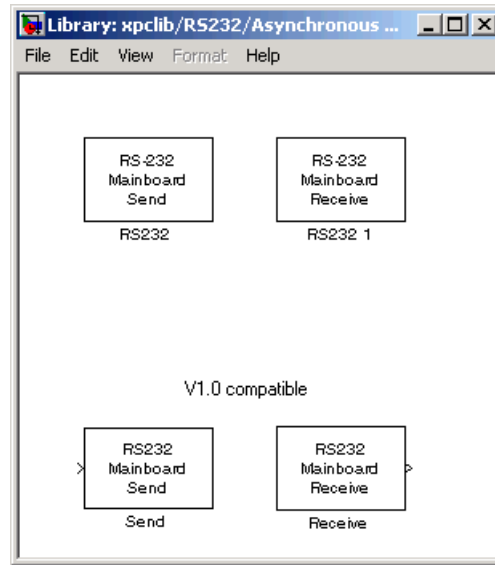 Library: xpclib/RS232/Asynchronous ...
File Edit View Format Help
RS-232 RS-232
Mainboard Mainboard
Send Receive
RS232 RS232 1
V1.0 compatible
RS232 RS232
Mainboard Mainboard
Send Receive
Send Receive